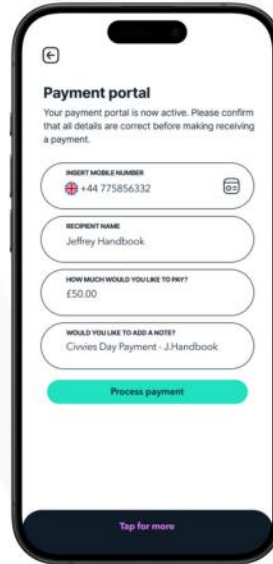 Payment portal
Your payment portal is now active. Please confirm
that all details are correct before making receiving
a payment.
INSERT MOBILE NUMBER
+44 775856332
RECIPIENT NAME
Jeffrey Handbook
HOW MUCH WOULD YOU LIKE TO PAY?
£50.00
WOULD YOU LIKE TO ADD A NOTE?
Civvies Day Payment - J.Handbook
Process payment
Tap for more